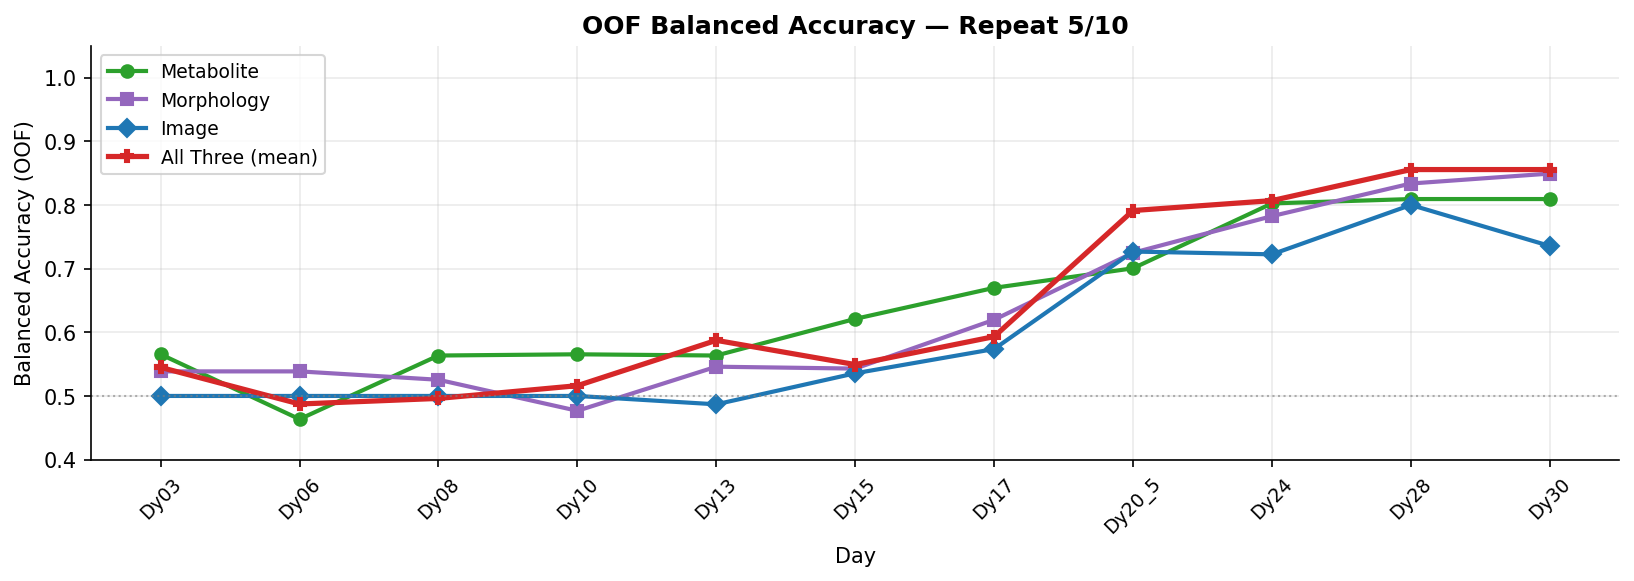 OOF Balanced Accuracy — Repeat 5/10
Metabolite
Morphology
Image
All Three (mean)
Balanced Accuracy (OOF)
1.0
0.9
0.8
0.7
0.6
0.5
0.4
Dy03
Dy06
Dy08
Dy10
Dy13
Dy15
Dy17
Dy20_5
Dy24
Dy28
Dy30
Day